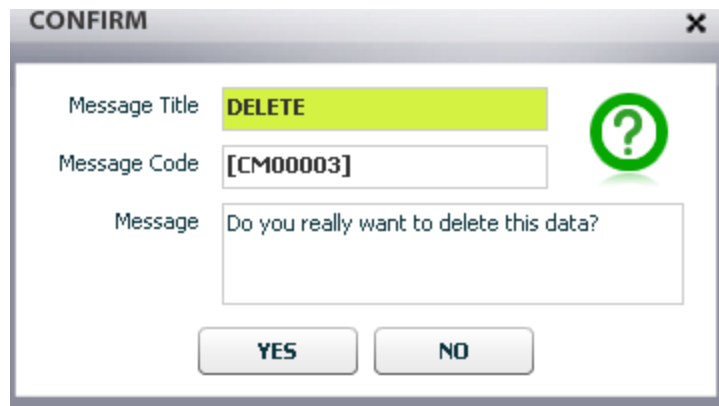 CONFIRM
Message Title DELETE
Message Code [CM00003]
Message Do you really want to delete this data?
YES NO